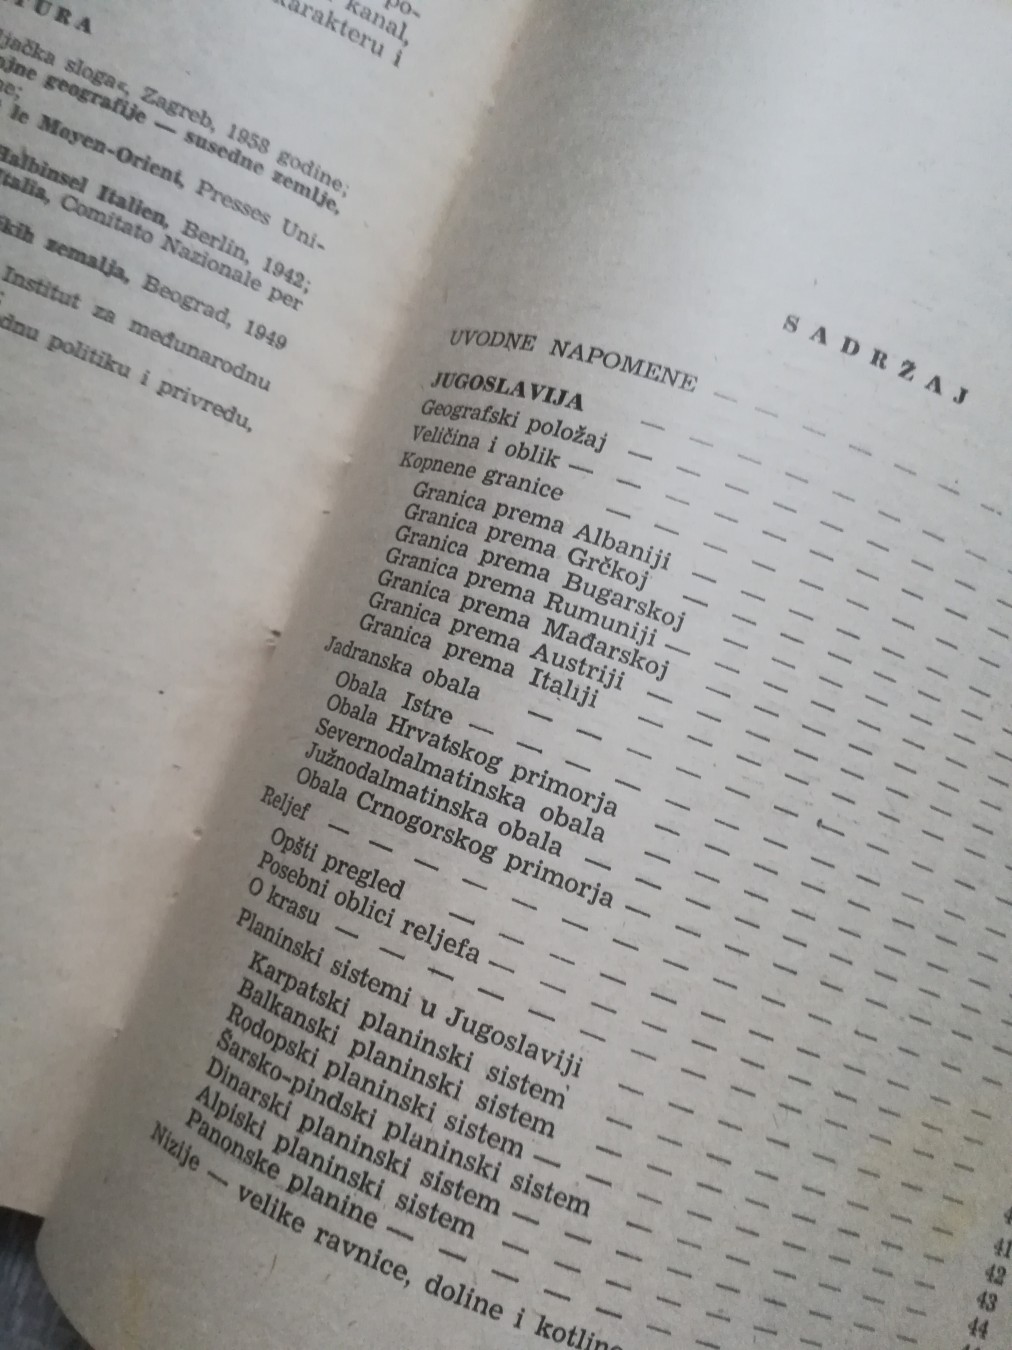 po-
kanal,
karakteru i
TURA
ljačka sloga«, Zagreb, 1958 godine;
ojne geografije — susedne zemlje,
ne;
le Moyen-Orient, Presses Uni-
Halbinsel Italien, Berlin, 1942;
Italia, Comitato Nazionale per
kih zemalja, Beograd, 1949
Institut za međunarodnu
dnu politiku i privredu,
SADRŽAJ
UVODNE NAPOMENE — — — — — — —
JUGOSLAVIJA — — — — — — — —
Geografski položaj — — — — — — — —
Veličina i oblik — — — — — — — —
Kopnene granice — — — — — — — —
Granica prema Albaniji — — — — — — —
Granica prema Grčkoj — — — — — — —
Granica prema Bugarskoj — — — — — —
Granica prema Rumuniji — — — — — — —
Granica prema Mađarskoj — — — — — —
Granica prema Austriji — — — — — — —
Granica prema Italiji — — — — — — —
Jadranska obala — — — — — — — —
Obala Istre — — — — — — — —
Obala Hrvatskog primorja — — — — — —
Severnodalmatinska obala — — — — — —
Južnodalmatinska obala — — — — — — —
Obala Crnogorskog primorja — — — — — —
Reljef — — — — — — — — —
Opšti pregled — — — — — — — —
Posebni oblici reljefa — — — — — — —
O krasu — — — — — — — — —
Planinski sistemi u Jugoslaviji — — — — — —
Karpatski planinski sistem — — — — — —
Balkanski planinski sistem — — — — — —
Rodopski planinski sistem — — — — — —
Šarsko-pindski planinski sistem — — — — — 4
Dinarski planinski sistem — — — — — — 41
Alpiski planinski sistem — — — — — — 42
Panonske planine — — — — — — — 43
Nizije — velike ravnice, doline i kotline — — — 44